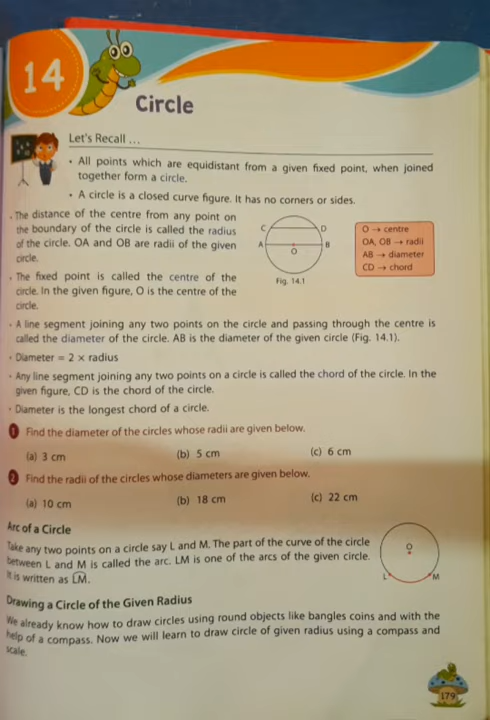 14
Circle
Let's Recall ...
• All points which are equidistant from a given fixed point, when joined
together form a circle.
• A circle is a closed curve figure. It has no corners or sides.
• The distance of the centre from any point on
the boundary of the circle is called the radius
of the circle. OA and OB are radii of the given
circle.
• The fixed point is called the centre of the
circle. In the given figure, O is the centre of the
circle.
C D
A B
O
Fig. 14.1
O → centre
OA, OB → radii
AB → diameter
CD → chord
• A line segment joining any two points on the circle and passing through the centre is
called the diameter of the circle. AB is the diameter of the given circle (Fig. 14.1).
• Diameter = 2 × radius
• Any line segment joining any two points on a circle is called the chord of the circle. In the
given figure, CD is the chord of the circle.
• Diameter is the longest chord of a circle.
1 Find the diameter of the circles whose radii are given below.
(a) 3 cm (b) 5 cm (c) 6 cm
2 Find the radii of the circles whose diameters are given below.
(a) 10 cm (b) 18 cm (c) 22 cm
Arc of a Circle
Take any two points on a circle say L and M. The part of the curve of the circle
between L and M is called the arc. LM is one of the arcs of the given circle.
It is written as L͡M.
O
L M
Drawing a Circle of the Given Radius
We already know how to draw circles using round objects like bangles coins and with the
help of a compass. Now we will learn to draw circle of given radius using a compass and
scale.
179